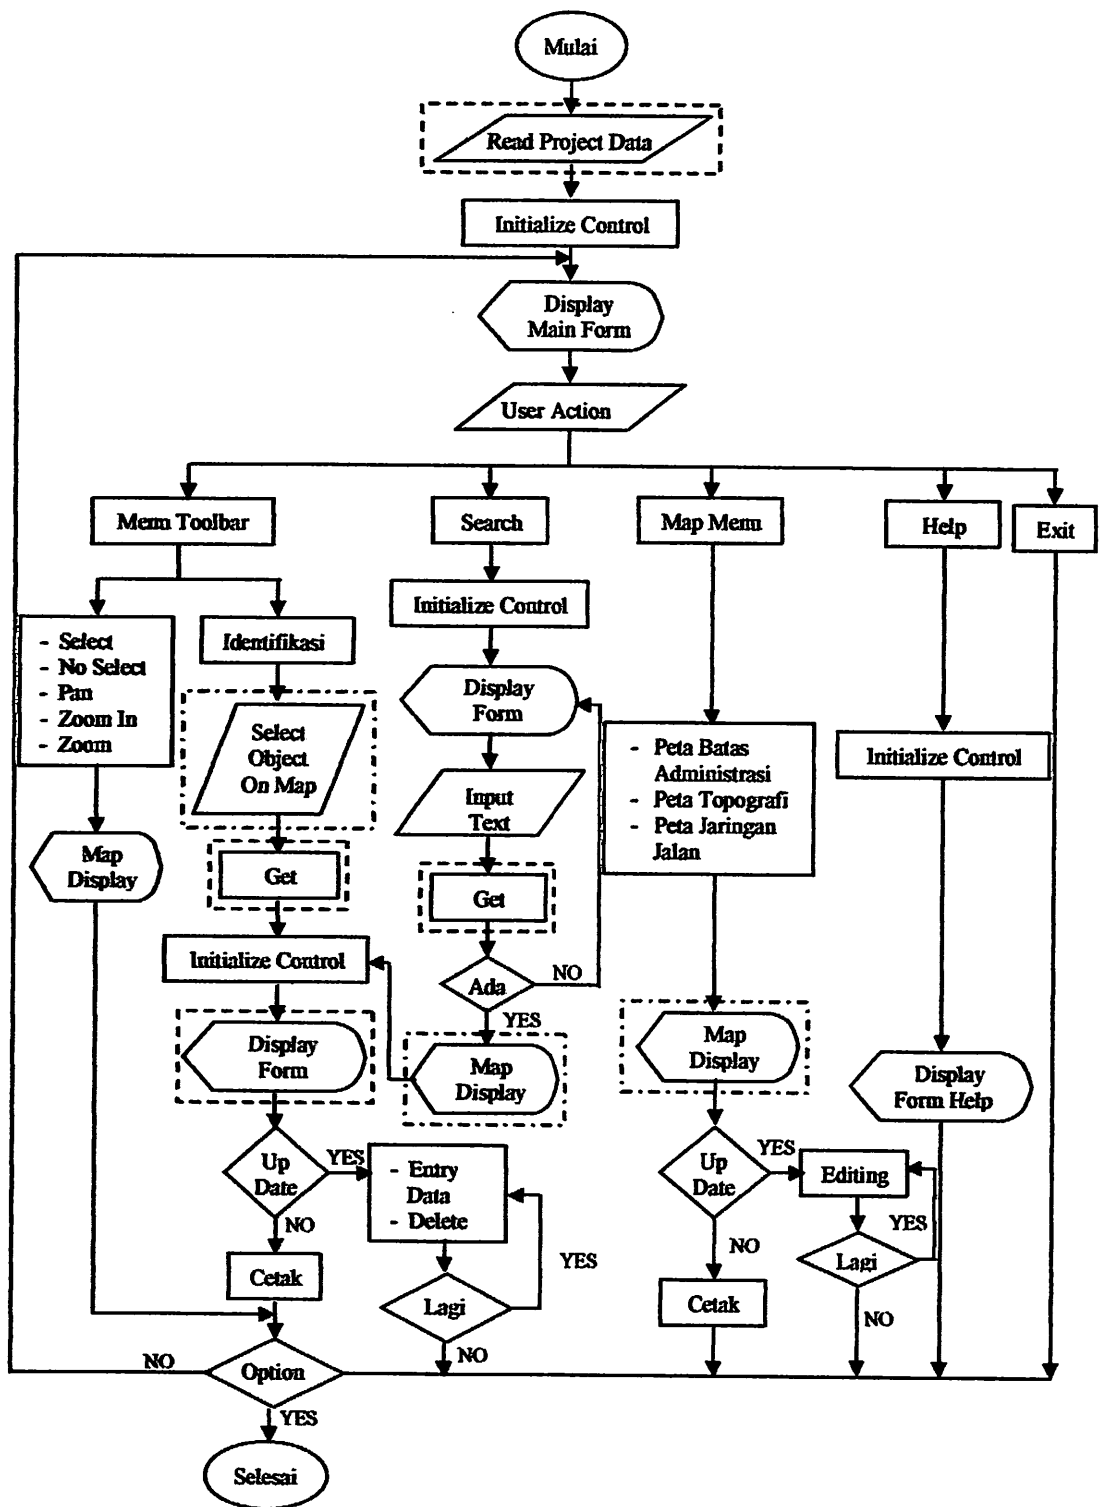 Mulai
Read Project Data
Initialize Control
Display
Main Form
User Action
Menu Toolbar
Search
Map Menu
Help
Exit
- Select
- No Select
- Pan
- Zoom In
- Zoom
Map
Display
Identifikasi
Select
Object
On Map
Get
Initialize Control
Display
Form
Up
Date
YES
- Entry
Data
- Delete
YES
Lagi
NO
NO
Cetak
Initialize Control
Display
Form
Input
Text
Get
Ada
NO
YES
Map
Display
- Peta Batas
Administrasi
- Peta Topografi
- Peta Jaringan
Jalan
Map
Display
Up
Date
YES
Editing
YES
Lagi
NO
NO
Cetak
Initialize Control
Display
Form Help
NO
Option
YES
Selesai